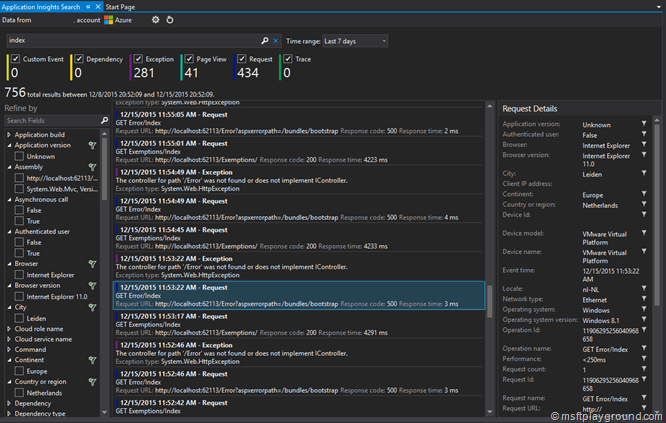 Application Insights Search
Start Page
Data from , account Azure
index
Time range: Last 7 days
Custom Event
0
Dependency
0
Exception
281
Page View
41
Request
434
Trace
0
756 total results between 12/8/2015 20:52:09 and 12/15/2015 20:52:09.
Refine by
Search Fields
Application build
Application version
Unknown
Assembly
http://localhost:62113/...
System.Web.Mvc, Versi...
Asynchronous call
False
True
Authenticated user
False
True
Browser
Internet Explorer
Browser version
Internet Explorer 11.0
City
Leiden
Cloud role name
Cloud service name
Command
Continent
Europe
Country or region
Netherlands
Dependency
Dependency type
Exception type: System.Web.HttpException
12/15/2015 11:55:05 AM - Request
GET Error/Index
Request URL: http://localhost:62113/Error?aspxerrorpath=/bundles/bootstrap Response code: 500 Response time: 2 ms
12/15/2015 11:55:01 AM - Request
GET Exemptions/Index
Request URL: http://localhost:62113/Exemptions/ Response code: 200 Response time: 4223 ms
12/15/2015 11:54:49 AM - Exception
The controller for path '/Error' was not found or does not implement IController.
Exception type: System.Web.HttpException
12/15/2015 11:54:49 AM - Request
GET Error/Index
Request URL: http://localhost:62113/Error?aspxerrorpath=/bundles/bootstrap Response code: 500 Response time: 4 ms
12/15/2015 11:54:45 AM - Request
GET Exemptions/Index
Request URL: http://localhost:62113/Exemptions/ Response code: 200 Response time: 4233 ms
12/15/2015 11:53:22 AM - Exception
The controller for path '/Error' was not found or does not implement IController.
Exception type: System.Web.HttpException
12/15/2015 11:53:22 AM - Request
GET Error/Index
Request URL: http://localhost:62113/Error?aspxerrorpath=/bundles/bootstrap Response code: 500 Response time: 3 ms
12/15/2015 11:53:17 AM - Request
GET Exemptions/Index
Request URL: http://localhost:62113/Exemptions/ Response code: 200 Response time: 4291 ms
12/15/2015 11:52:46 AM - Exception
The controller for path '/Error' was not found or does not implement IController.
Exception type: System.Web.HttpException
12/15/2015 11:52:46 AM - Request
GET Error/Index
Request URL: http://localhost:62113/Error?aspxerrorpath=/bundles/bootstrap Response code: 500 Response time: 3 ms
12/15/2015 11:52:42 AM - Request
GET Exemptions/Index
Request Details
Application version: Unknown
Authenticated user: False
Browser: Internet Explorer
Browser version: Internet Explorer
11.0
City: Leiden
Client IP address:
Continent: Europe
Country or region: Netherlands
Device Id:
Device model: VMware Virtual
Platform
Device name: VMware Virtual
Platform
Event time: 12/15/2015 11:53:22
AM
Locale: nl-NL
Network type: Ethernet
Operating system: Windows
Operating system version: Windows 8.1
Operation Id: 11906295256040968
658
Operation name: GET Error/Index
Performance: <250ms
Request count: 1
Request Id: 11906295256040968
658
Request name: GET Error/Index
Request URL: http://
© msftplayground.com